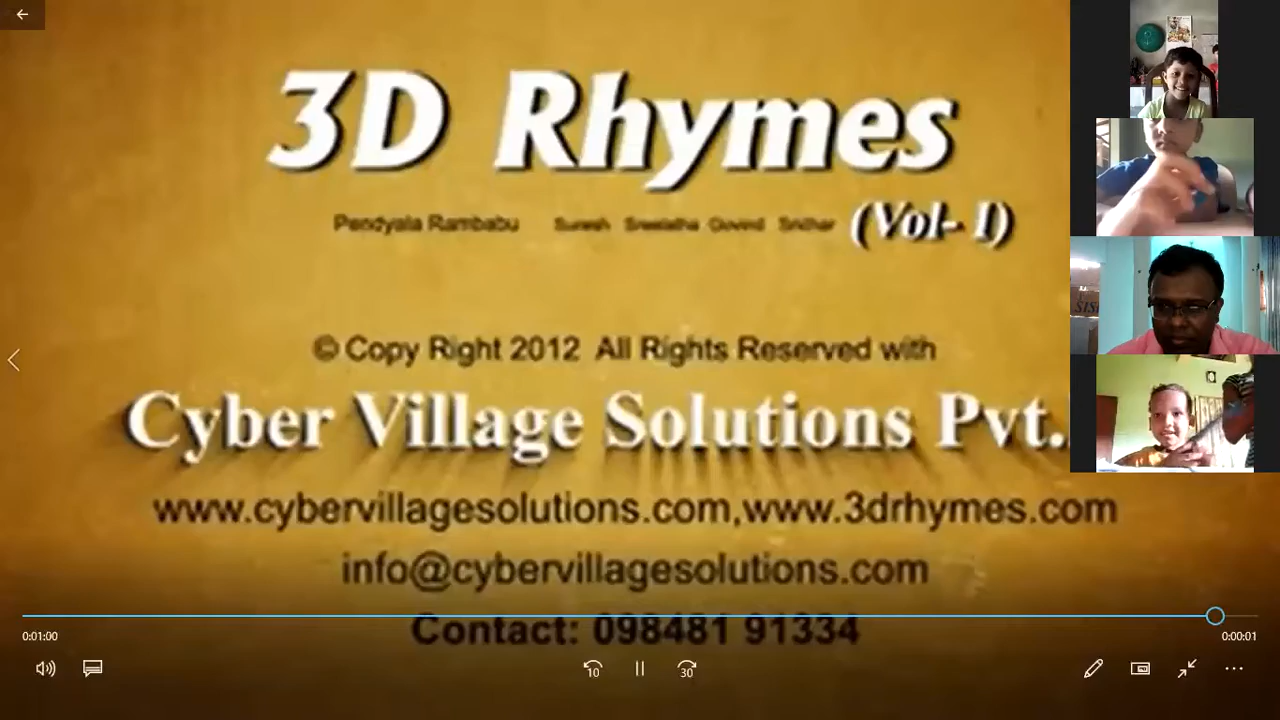 3D Rhymes
Pendyala Rambabu Suresh Sreelatha Govind Sridhar (Vol- I)
© Copy Right 2012 All Rights Reserved with
Cyber Village Solutions Pvt.
www.cybervillagesolutions.com,www.3drhymes.com
info@cybervillagesolutions.com
Contact: 098481 91334
0:01:00
0:00:01
10
30